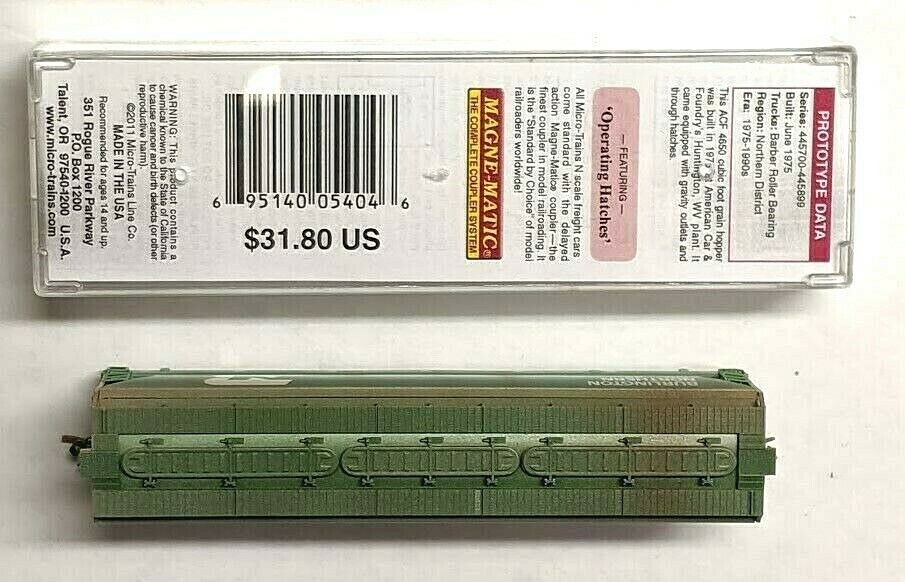 PROTOTYPE DATA
Series: 445700-445899
Built: June 1975
Trucks: Barber Roller Bearing
Region: Northern District
Era: 1975-1990s
This ACF 4650 cubic foot grain hopper
was built in 1975 at American Car &
Foundry's Huntington, WV plant. It
came equipped with gravity outlets and
through hatches.
— FEATURING —
'Operating Hatches'
All Micro-Trains N scale freight cars
come standard with the delayed
action Magne-Matic coupler—the
finest coupler in model railroading. It
is the "Standard by Choice" of model
railroaders worldwide!
MAGNE-MATIC®
THE COMPLETE COUPLER SYSTEM
6 95140 05404 6
$31.80 US
WARNING: This product contains a
chemical known to the State of California
to cause cancer and birth defects (or other
reproductive harm).
©2011 Micro-Trains Line Co.
MADE IN THE USA
Recommended for ages 14 and up.
351 Rogue River Parkway
P.O. Box 1200
Talent, OR 97540-1200 U.S.A.
www.micro-trains.com
BURLINGTON
NORTHERN